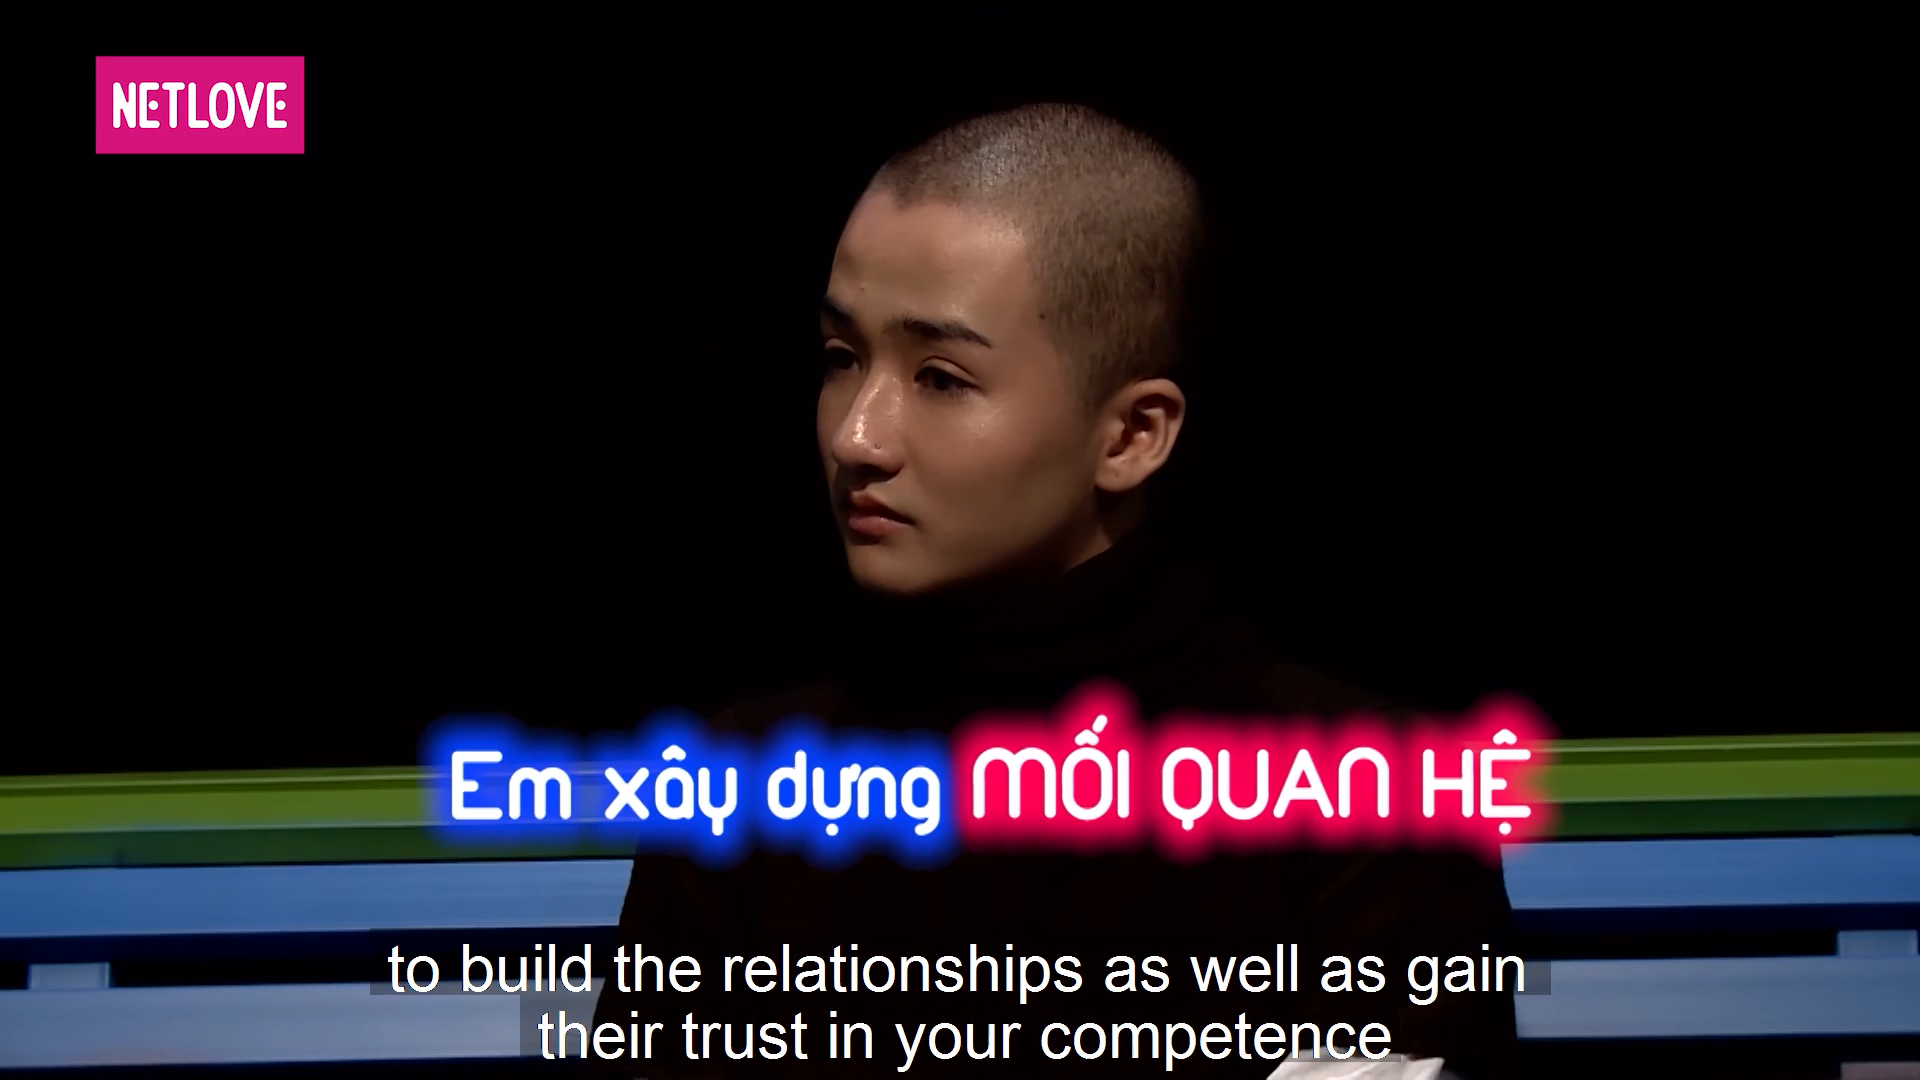 NETLOVE
Em xây dựng MỐI QUAN HỆ
to build the relationships as well as gain
their trust in your competence